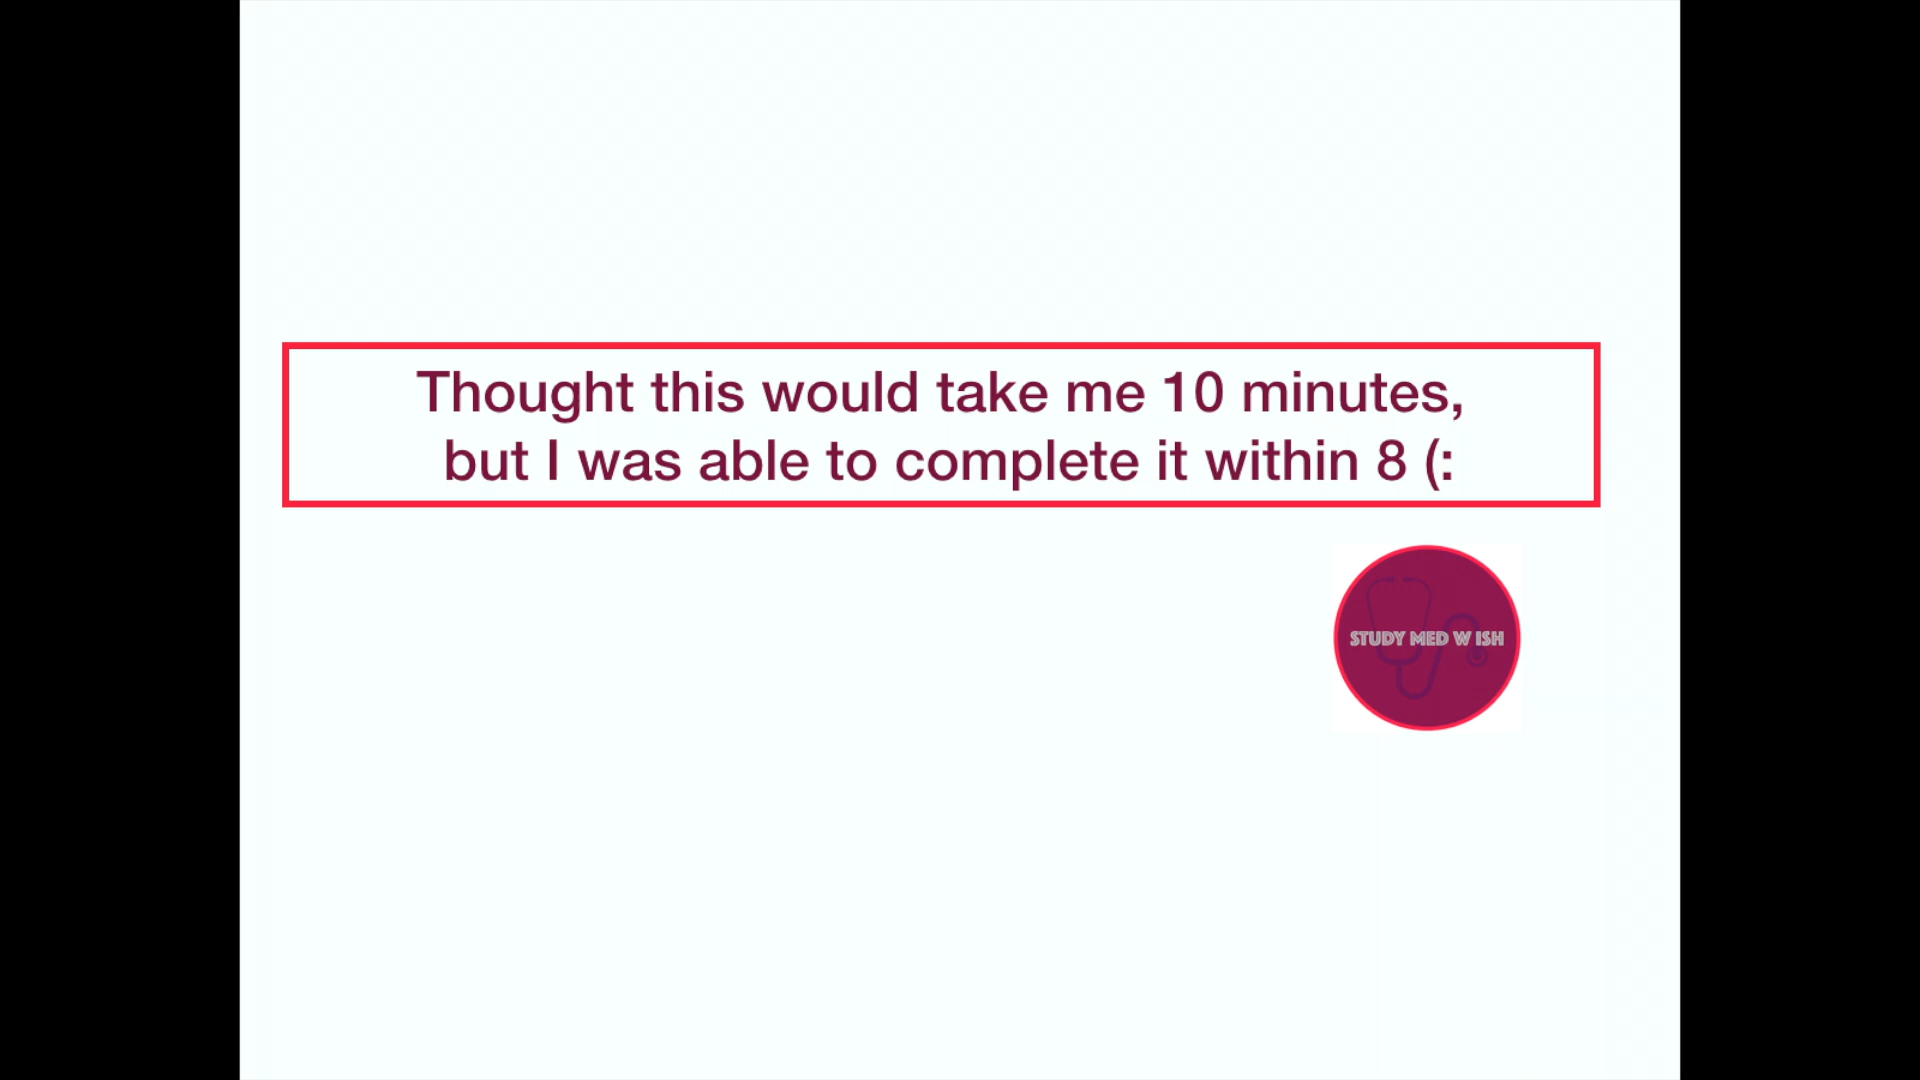 Thought this would take me 10 minutes,
but I was able to complete it within 8 (:
STUDY MED W ISH